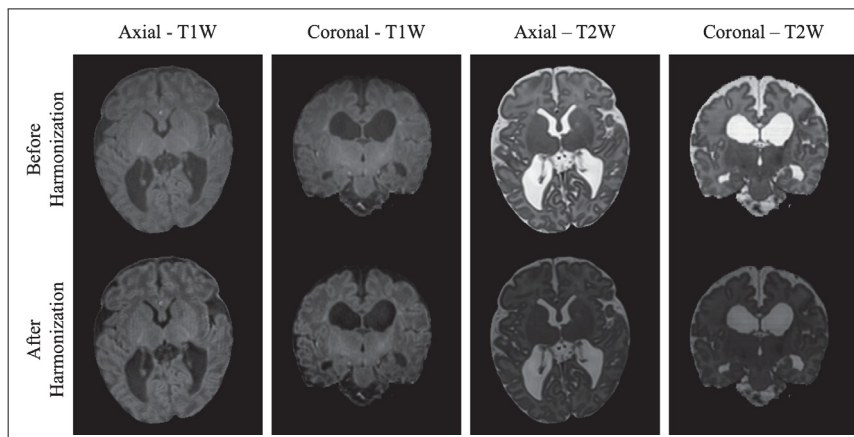 Axial - T1W
Coronal - T1W
Axial – T2W
Coronal – T2W
Before
Harmonization
After
Harmonization